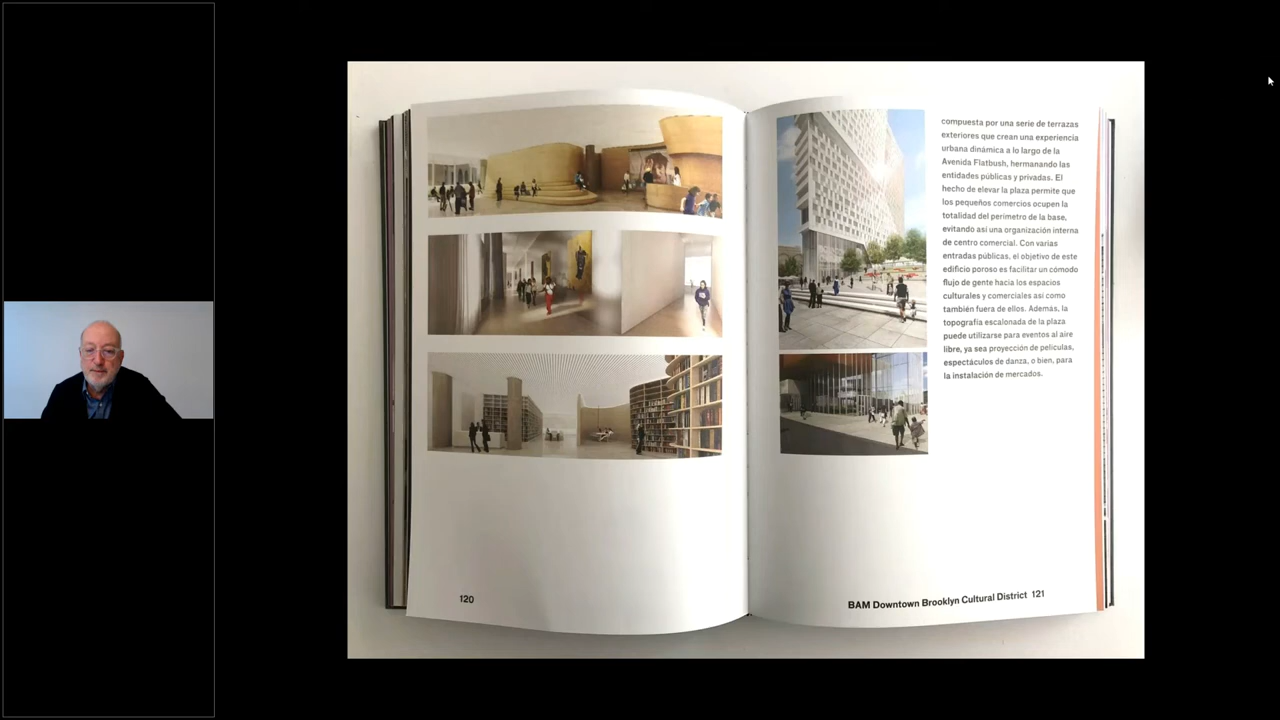 compuesta por una serie de terrazas
exteriores que crean una experiencia
urbana dinámica a lo largo de la
Avenida Flatbush, hermanando las
entidades públicas y privadas. El
hecho de elevar la plaza permite que
los pequeños comercios ocupen la
totalidad del perímetro de la base,
evitando así una organización interna
de centro comercial. Con varias
entradas públicas, el objetivo de este
edificio poroso es facilitar un cómodo
flujo de gente hacia los espacios
culturales y comerciales así como
también fuera de ellos. Además, la
topografía escalonada de la plaza
puede utilizarse para eventos al aire
libre, ya sea proyección de películas,
espectáculos de danza, o bien, para
la instalación de mercados.
120
BAM Downtown Brooklyn Cultural District 121